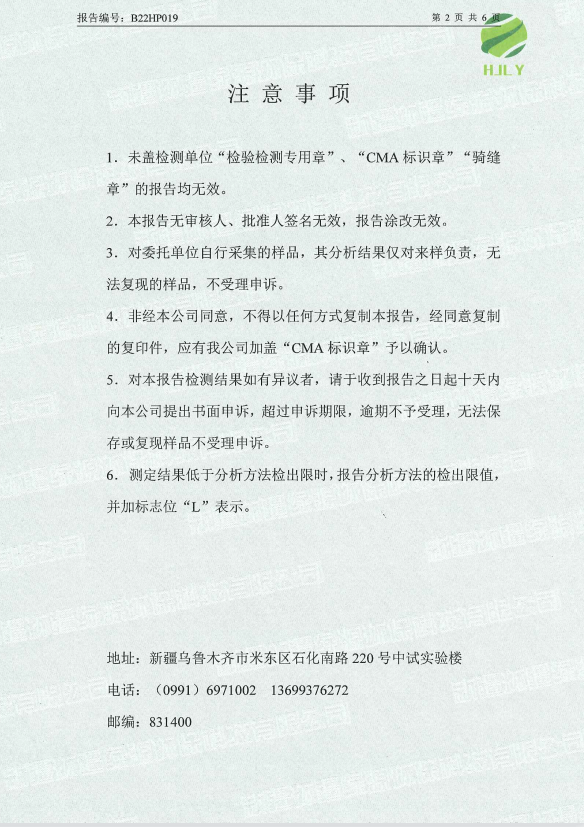 报告编号：B22HP019
第 2 页 共 6 页
HJLY
注 意 事 项
1．未盖检测单位“检验检测专用章”、“CMA 标识章”“骑缝
章”的报告均无效。
2．本报告无审核人、批准人签名无效，报告涂改无效。
3．对委托单位自行采集的样品，其分析结果仅对来样负责，无
法复现的样品，不受理申诉。
4．非经本公司同意，不得以任何方式复制本报告，经同意复制
的复印件，应有我公司加盖“CMA 标识章”予以确认。
5．对本报告检测结果如有异议者，请于收到报告之日起十天内
向本公司提出书面申诉，超过申诉期限，逾期不予受理，无法保
存或复现样品不受理申诉。
6． 测定结果低于分析方法检出限时，报告分析方法的检出限值，
并加标志位“L”表示。
地址：新疆乌鲁木齐市米东区石化南路 220 号中试实验楼
电话：（0991）6971002 13699376272
邮编：831400